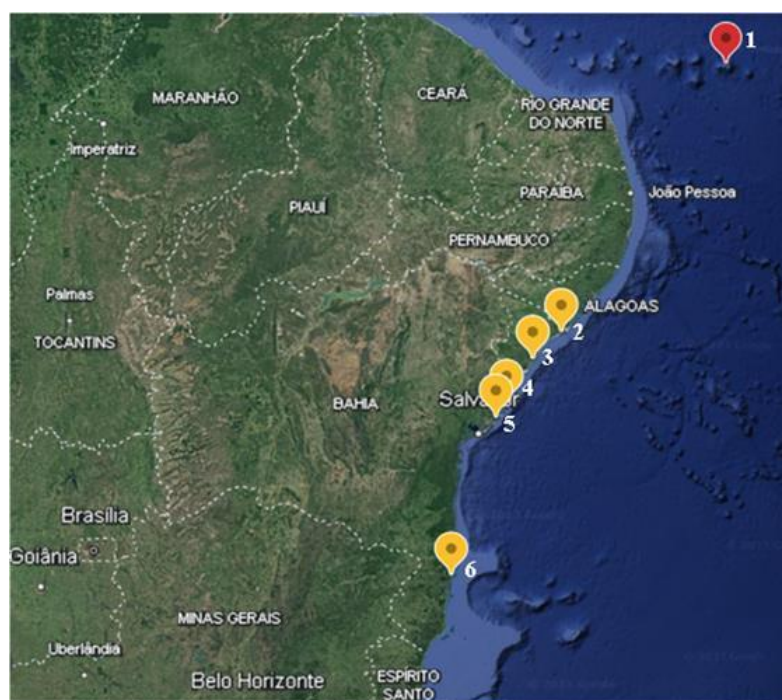 1
MARANHÃO
CEARÁ
RIO GRANDE
DO NORTE
Imperatriz
PIAUÍ
PARAÍBA
João Pessoa
PERNAMBUCO
Palmas
TOCANTINS
ALAGOAS
2
3
4
BAHIA
5
Brasília
Goiânia
6
MINAS GERAIS
Uberlândia
Belo Horizonte
ESPÍRITO
SANTO